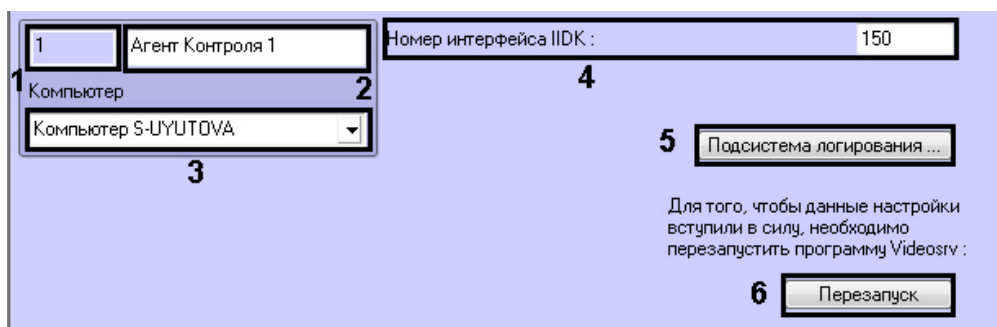 1 Агент Контроля 1 Номер интерфейса IIDK : 150
1 2 4
Компьютер
Компьютер S-UYUTOVA
3
5 Подсистема логирования ...
Для того, чтобы данные настройки
вступили в силу, необходимо
перезапустить программу Videosrv :
6 Перезапуск